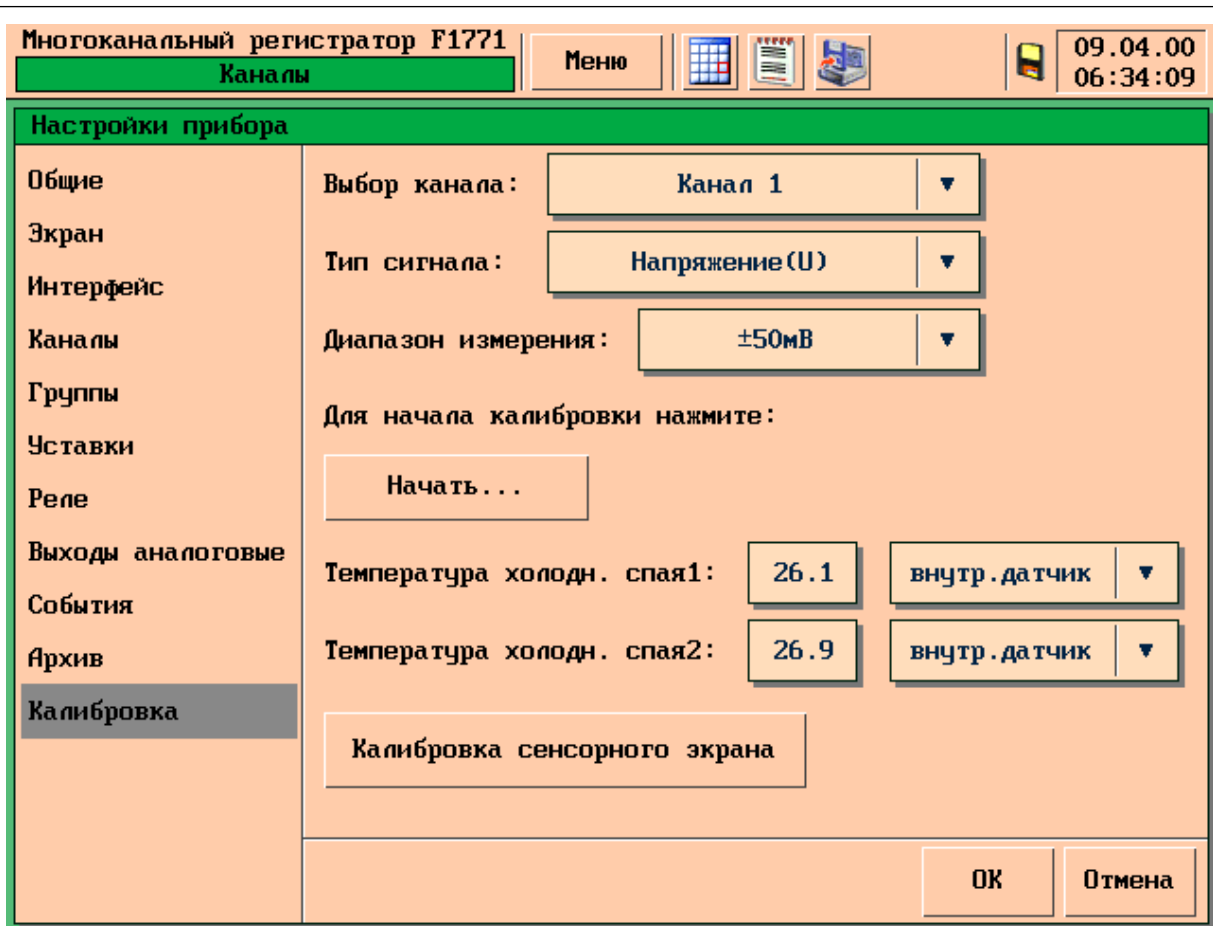 Многоканальный регистратор F1771
Каналы
Меню
09.04.00
06:34:09
Настройки прибора
Общие
Экран
Интерфейс
Каналы
Группы
Уставки
Реле
Выходы аналоговые
События
Архив
Калибровка
Выбор канала: Канал 1
Тип сигнала: Напряжение(U)
Диапазон измерения: ±50мВ
Для начала калибровки нажмите:
Начать...
Температура холодн. спая1: 26.1 внутр.датчик
Температура холодн. спая2: 26.9 внутр.датчик
Калибровка сенсорного экрана
ОК Отмена